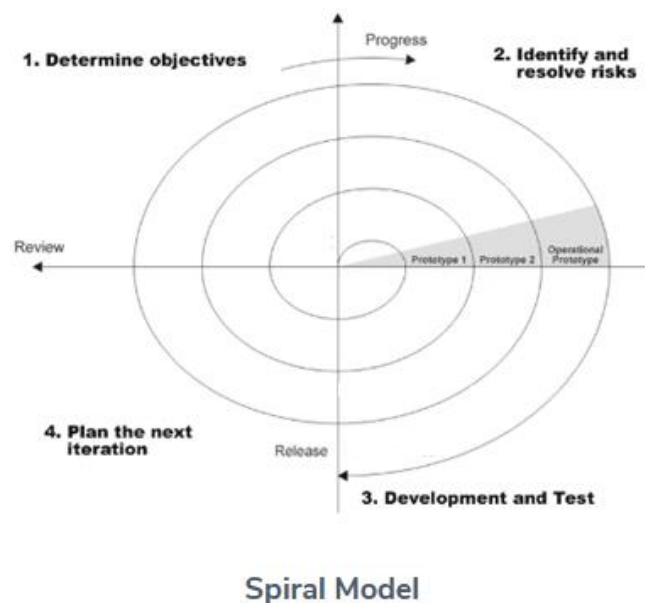 Progress
1. Determine objectives
2. Identify and
resolve risks
Review
Prototype 1
Prototype 2
Operational
Prototype
4. Plan the next
iteration
Release
3. Development and Test
Spiral Model